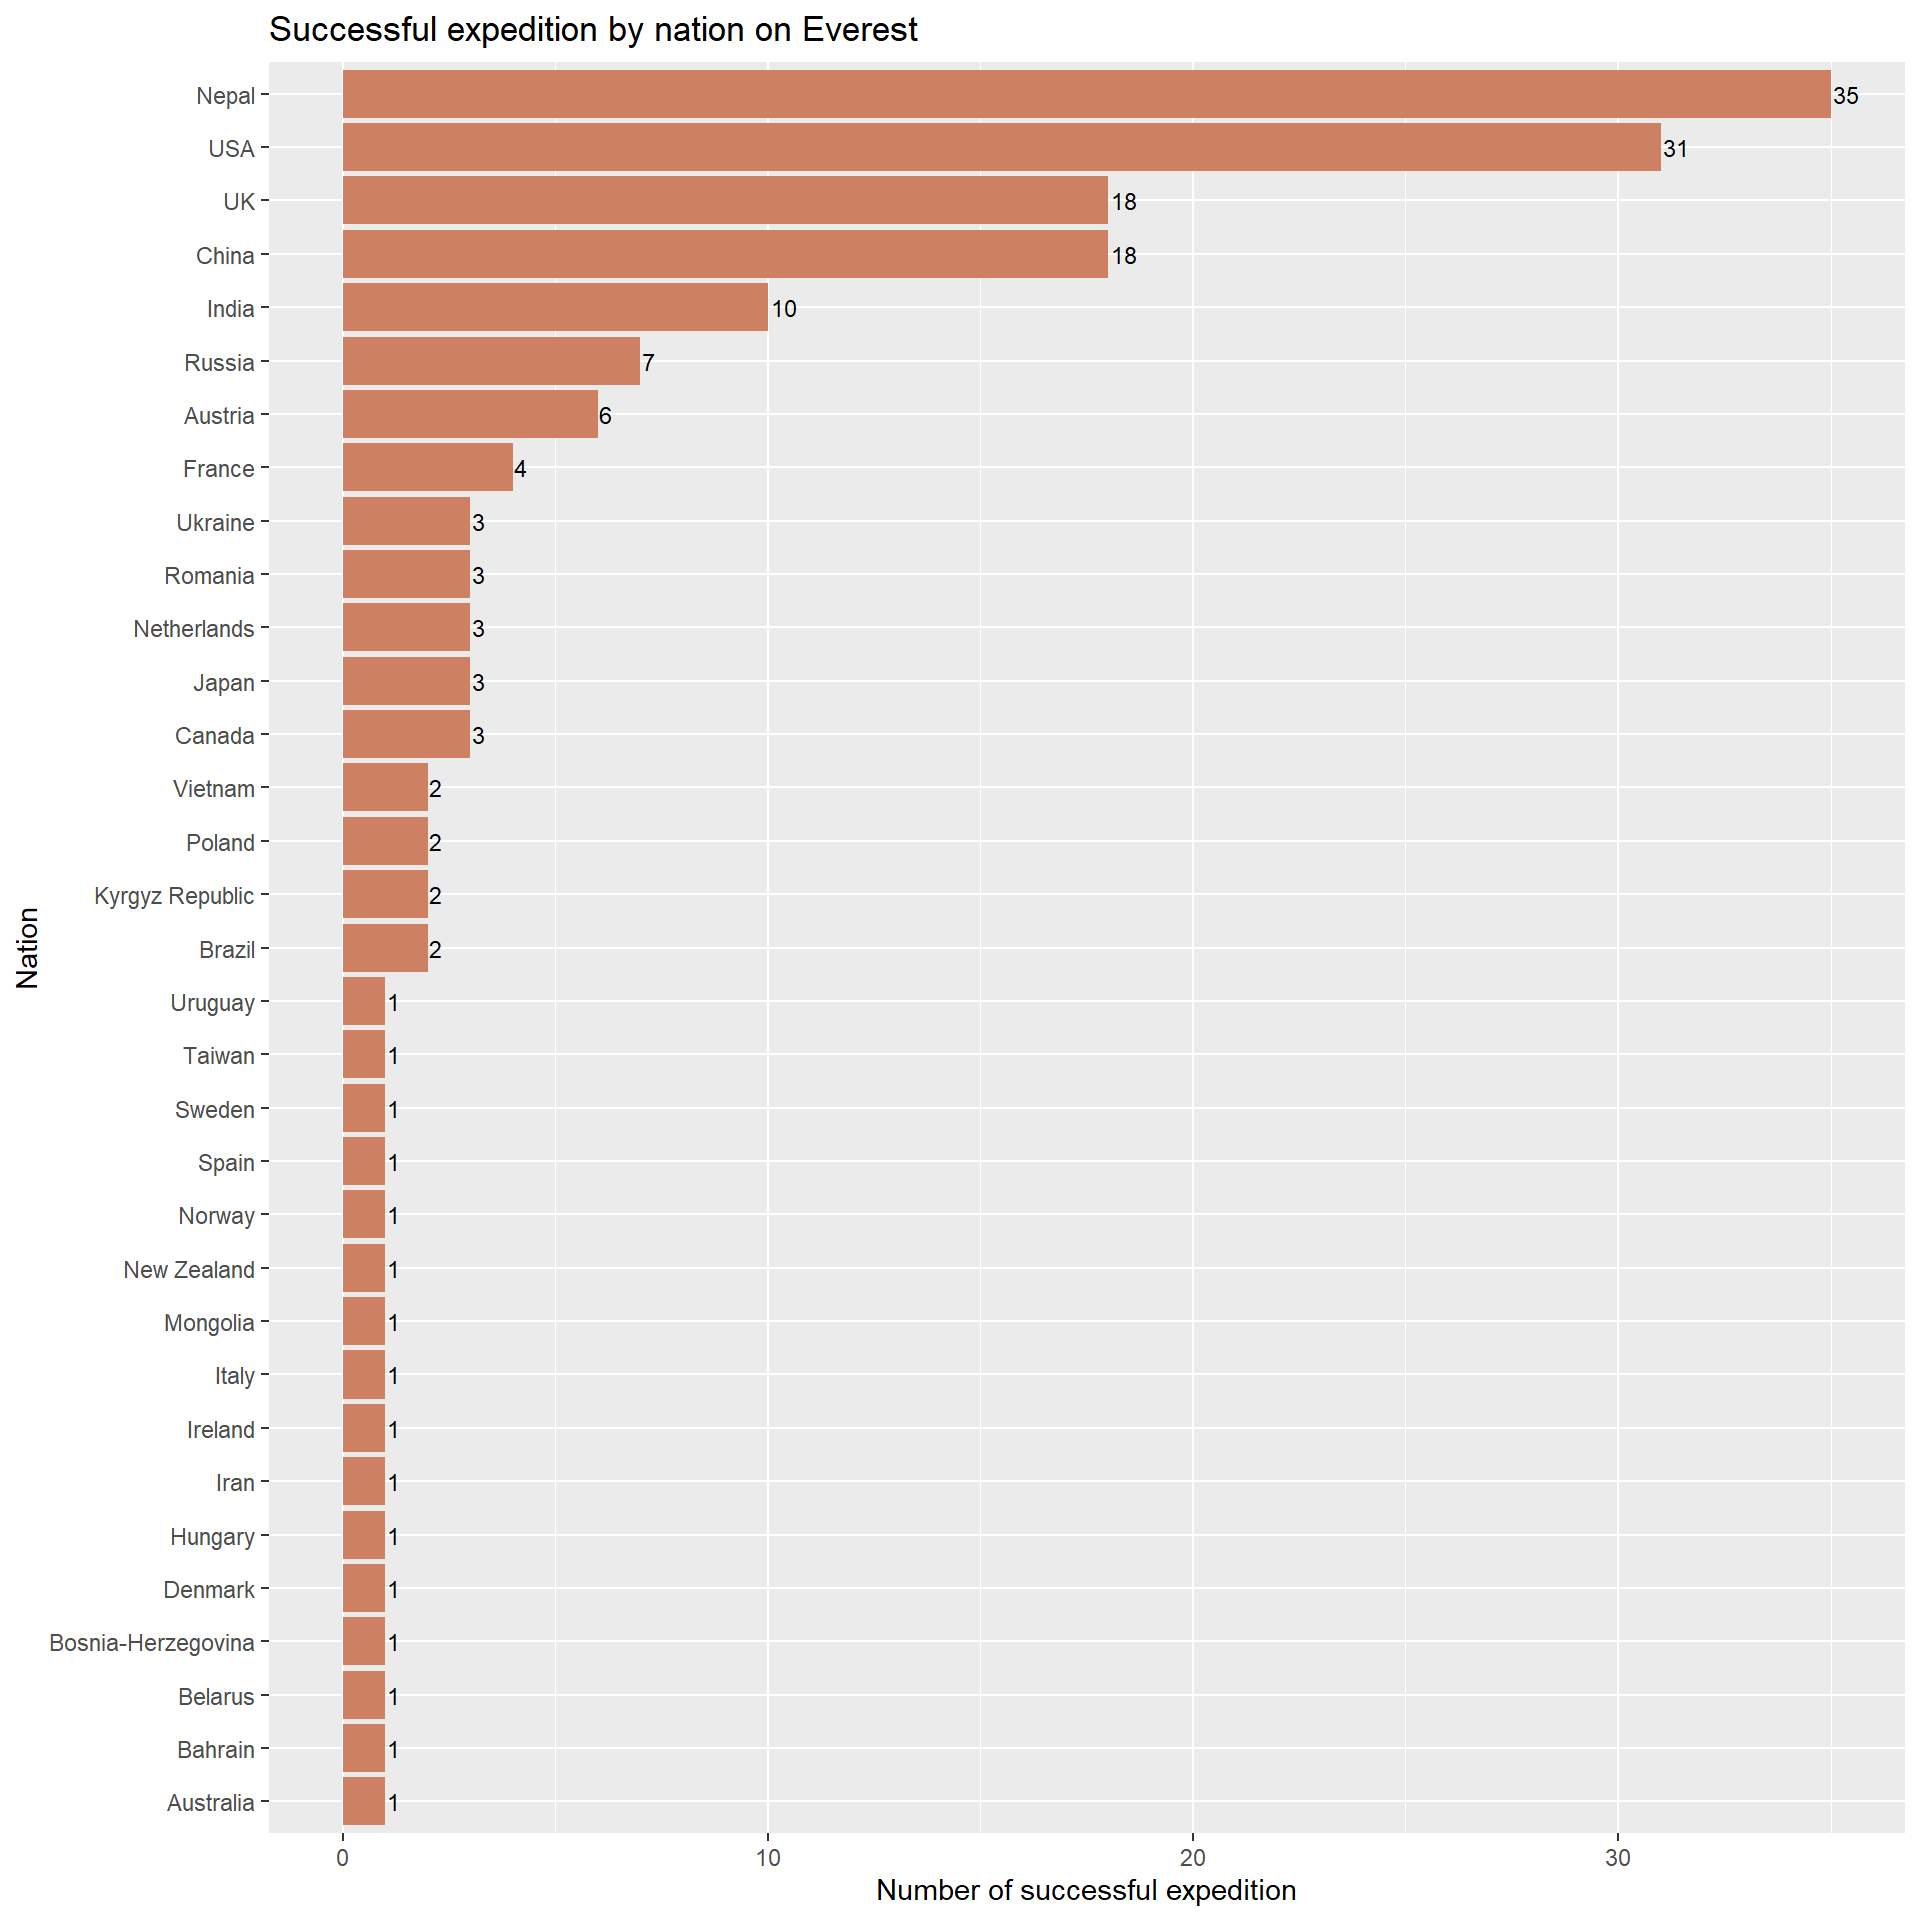 Successful expedition by nation on Everest
Nepal 35
USA 31
UK 18
China 18
India 10
Russia 7
Austria 6
France 4
Ukraine 3
Romania 3
Netherlands 3
Japan 3
Canada 3
Vietnam 2
Poland 2
Kyrgyz Republic 2
Brazil 2
Uruguay 1
Taiwan 1
Sweden 1
Spain 1
Norway 1
New Zealand 1
Mongolia 1
Italy 1
Ireland 1
Iran 1
Hungary 1
Denmark 1
Bosnia-Herzegovina 1
Belarus 1
Bahrain 1
Australia 1
0 10 20 30
Number of successful expedition
Nation